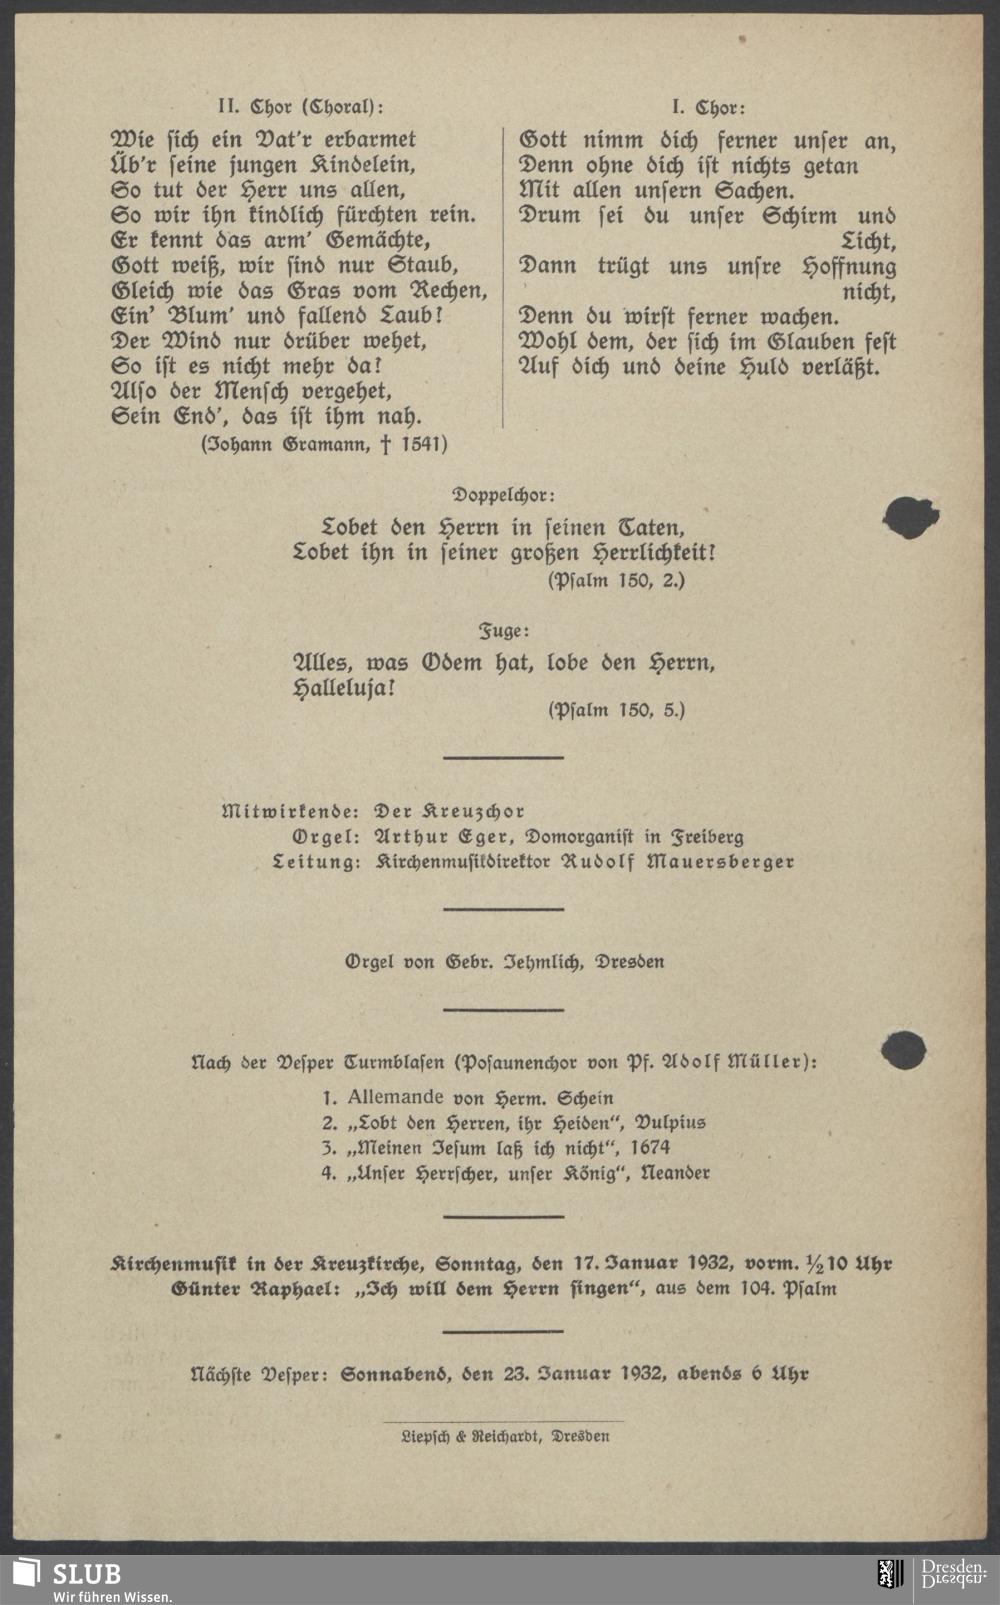 II. Chor (Choral):
Wie sich ein Vat'r erbarmet
Üb'r seine jungen Kindelein,
So tut der Herr uns allen,
So wir ihn kindlich fürchten rein.
Er kennt das arm' Gemächte,
Gott weiß, wir sind nur Staub,
Gleich wie das Gras vom Rechen,
Ein' Blum' und fallend Laub!
Der Wind nur drüber wehet,
So ist es nicht mehr da!
Also der Mensch vergehet,
Sein End', das ist ihm nah.
(Johann Gramann, † 1541)
I. Chor:
Gott nimm dich ferner unser an,
Denn ohne dich ist nichts getan
Mit allen unsern Sachen.
Drum sei du unser Schirm und
Licht,
Dann trügt uns unsre Hoffnung
nicht,
Denn du wirst ferner wachen.
Wohl dem, der sich im Glauben fest
Auf dich und deine Huld verläßt.
Doppelchor:
Lobet den Herrn in seinen Taten,
Lobet ihn in seiner großen Herrlichkeit!
(Psalm 150, 2.)
Fuge:
Alles, was Odem hat, lobe den Herrn,
Halleluja!
(Psalm 150, 5.)
Mitwirkende: Der Kreuzchor
Orgel: Arthur Eger, Domorganist in Freiberg
Leitung: Kirchenmusikdirektor Rudolf Mauersberger
Orgel von Gebr. Jehmlich, Dresden
Nach der Vesper Turmblasen (Posaunenchor von Pf. Adolf Müller):
1. Allemande von Herm. Schein
2. „Lobt den Herren, ihr Heiden“, Vulpius
3. „Meinen Jesum laß ich nicht“, 1674
4. „Unser Herrscher, unser König“, Neander
Kirchenmusik in der Kreuzkirche, Sonntag, den 17. Januar 1932, vorm. ½10 Uhr
Günter Raphael: „Ich will dem Herrn singen“, aus dem 104. Psalm
Nächste Vesper: Sonnabend, den 23. Januar 1932, abends 6 Uhr
Liepsch & Reichardt, Dresden
SLUB
Wir führen Wissen.
Dresden.
Dresden.